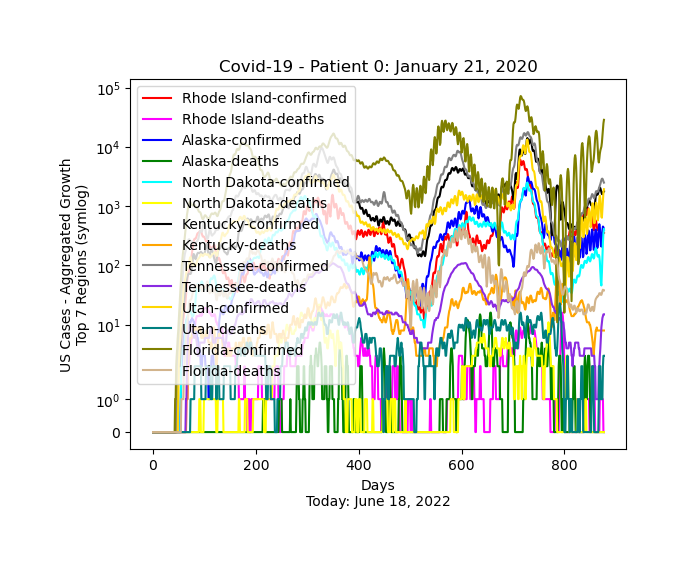 Covid-19 - Patient 0: January 21, 2020
US Cases - Aggregated Growth
Top 7 Regions (symlog)
10^5
10^4
10^3
10^2
10^1
10^0
0
Rhode Island-confirmed
Rhode Island-deaths
Alaska-confirmed
Alaska-deaths
North Dakota-confirmed
North Dakota-deaths
Kentucky-confirmed
Kentucky-deaths
Tennessee-confirmed
Tennessee-deaths
Utah-confirmed
Utah-deaths
Florida-confirmed
Florida-deaths
0 200 400 600 800
Days
Today: June 18, 2022